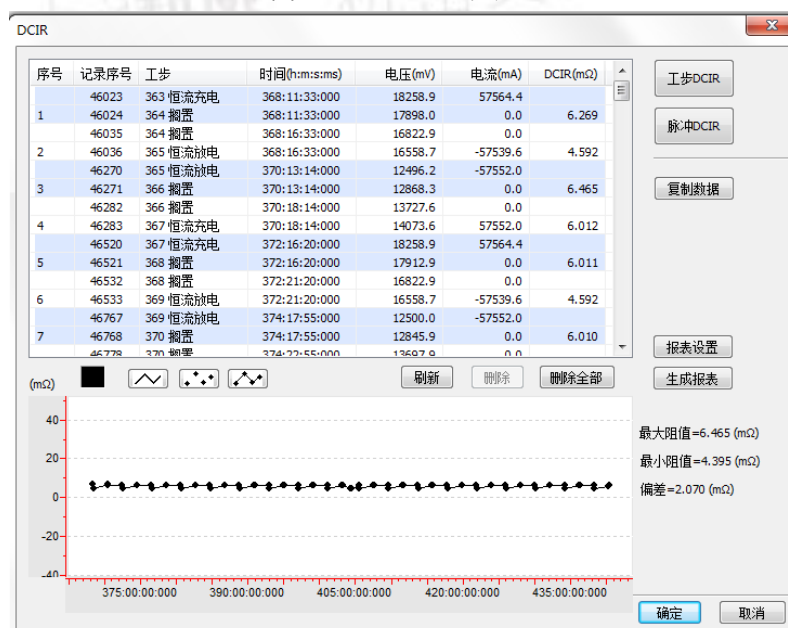 DCIR
序号 记录序号 工步 时间(h:m:s:ms) 电压(mV) 电流(mA) DCIR(mΩ)
46023 363 恒流充电 368:11:33:000 18258.9 57564.4
1 46024 364 搁置 368:11:33:000 17898.0 0.0 6.269
46035 364 搁置 368:16:33:000 16822.9 0.0
2 46036 365 恒流放电 368:16:33:000 16558.7 -57539.6 4.592
46270 365 恒流放电 370:13:14:000 12496.2 -57552.0
3 46271 366 搁置 370:13:14:000 12868.3 0.0 6.465
46282 366 搁置 370:18:14:000 13727.6 0.0
4 46283 367 恒流充电 370:18:14:000 14073.6 57552.0 6.012
46520 367 恒流充电 372:16:20:000 18258.9 57564.4
5 46521 368 搁置 372:16:20:000 17912.9 0.0 6.011
46532 368 搁置 372:21:20:000 16822.9 0.0
6 46533 369 恒流放电 372:21:20:000 16558.7 -57539.6 4.592
46767 369 恒流放电 374:17:55:000 12500.0 -57552.0
7 46768 370 搁置 374:17:55:000 12845.9 0.0 6.010
46778 370 搁置 374:22:55:000 13697.9 0.0
工步DCIR
脉冲DCIR
复制数据
报表设置
生成报表
刷新 删除 删除全部
(mΩ)
40
20
0
-20
-40
375:00:00:000 390:00:00:000 405:00:00:000 420:00:00:000 435:00:00:000
最大阻值=6.465 (mΩ)
最小阻值=4.395 (mΩ)
偏差=2.070 (mΩ)
确定 取消